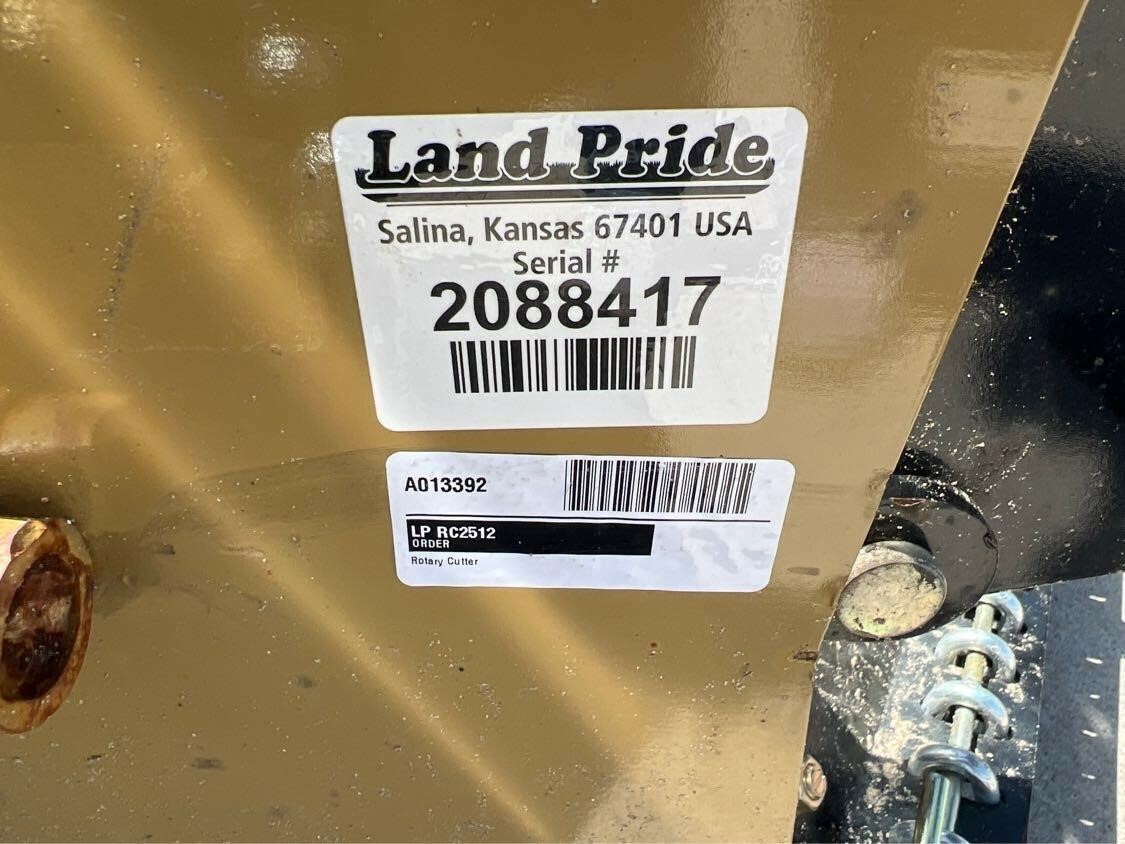 Land Pride
Salina, Kansas 67401 USA
Serial #
2088417
A013392
LP RC2512
ORDER
Rotary Cutter